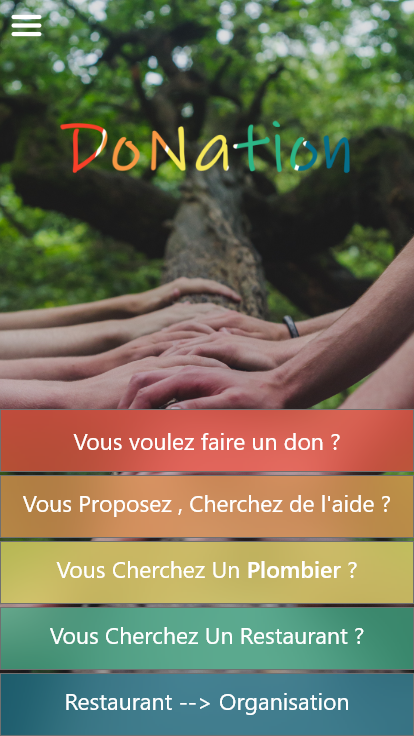 DoNation
Vous voulez faire un don ?
Vous Proposez , Cherchez de l'aide ?
Vous Cherchez Un Plombier ?
Vous Cherchez Un Restaurant ?
Restaurant --> Organisation